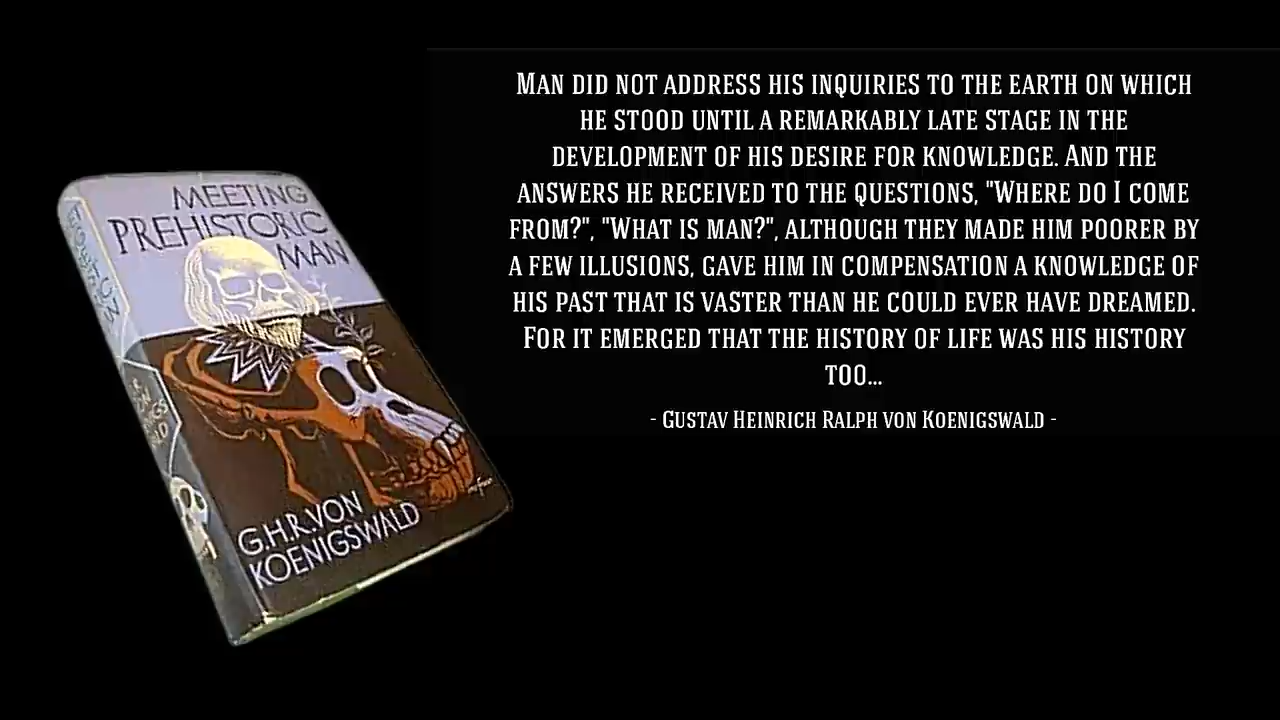 MEETING
PREHISTORIC
MAN
G.H.R. VON
KOENIGSWALD
MAN DID NOT ADDRESS HIS INQUIRIES TO THE EARTH ON WHICH
HE STOOD UNTIL A REMARKABLY LATE STAGE IN THE
DEVELOPMENT OF HIS DESIRE FOR KNOWLEDGE. AND THE
ANSWERS HE RECEIVED TO THE QUESTIONS, "WHERE DO I COME
FROM?", "WHAT IS MAN?", ALTHOUGH THEY MADE HIM POORER BY
A FEW ILLUSIONS, GAVE HIM IN COMPENSATION A KNOWLEDGE OF
HIS PAST THAT IS VASTER THAN HE COULD EVER HAVE DREAMED.
FOR IT EMERGED THAT THE HISTORY OF LIFE WAS HIS HISTORY
TOO...
- GUSTAV HEINRICH RALPH VON KOENIGSWALD -